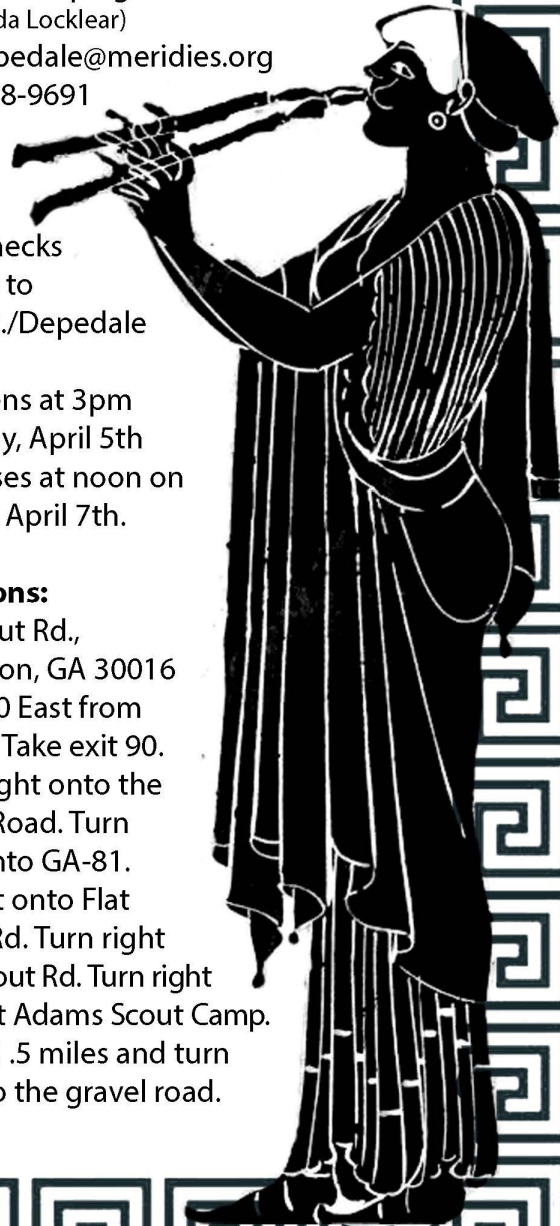 da Locklear)
pedale@meridies.org
8-9691
hecks
to
./Depedale
ns at 3pm
y, April 5th
ses at noon on
April 7th.
ons:
ut Rd.,
on, GA 30016
0 East from
Take exit 90.
ght onto the
Road. Turn
nto GA-81.
t onto Flat
Rd. Turn right
out Rd. Turn right
t Adams Scout Camp.
.5 miles and turn
o the gravel road.